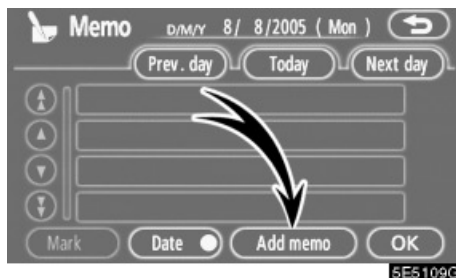 Memo D/M/Y 8/ 8/2005 ( Mon )
Prev. day Today Next day
Mark Date Add memo OK
5E5109G